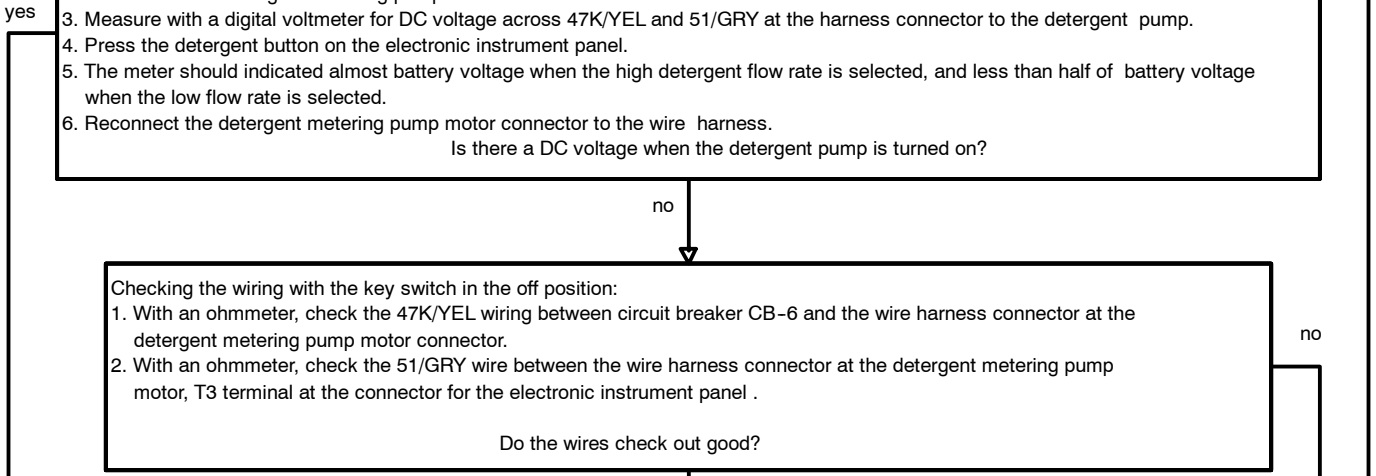 yes
3. Measure with a digital voltmeter for DC voltage across 47K/YEL and 51/GRY at the harness connector to the detergent pump.
4. Press the detergent button on the electronic instrument panel.
5. The meter should indicated almost battery voltage when the high detergent flow rate is selected, and less than half of battery voltage
when the low flow rate is selected.
6. Reconnect the detergent metering pump motor connector to the wire harness.
Is there a DC voltage when the detergent pump is turned on?
no
Checking the wiring with the key switch in the off position:
1. With an ohmmeter, check the 47K/YEL wiring between circuit breaker CB-6 and the wire harness connector at the
detergent metering pump motor connector.
no
2. With an ohmmeter, check the 51/GRY wire between the wire harness connector at the detergent metering pump
motor, T3 terminal at the connector for the electronic instrument panel .
Do the wires check out good?